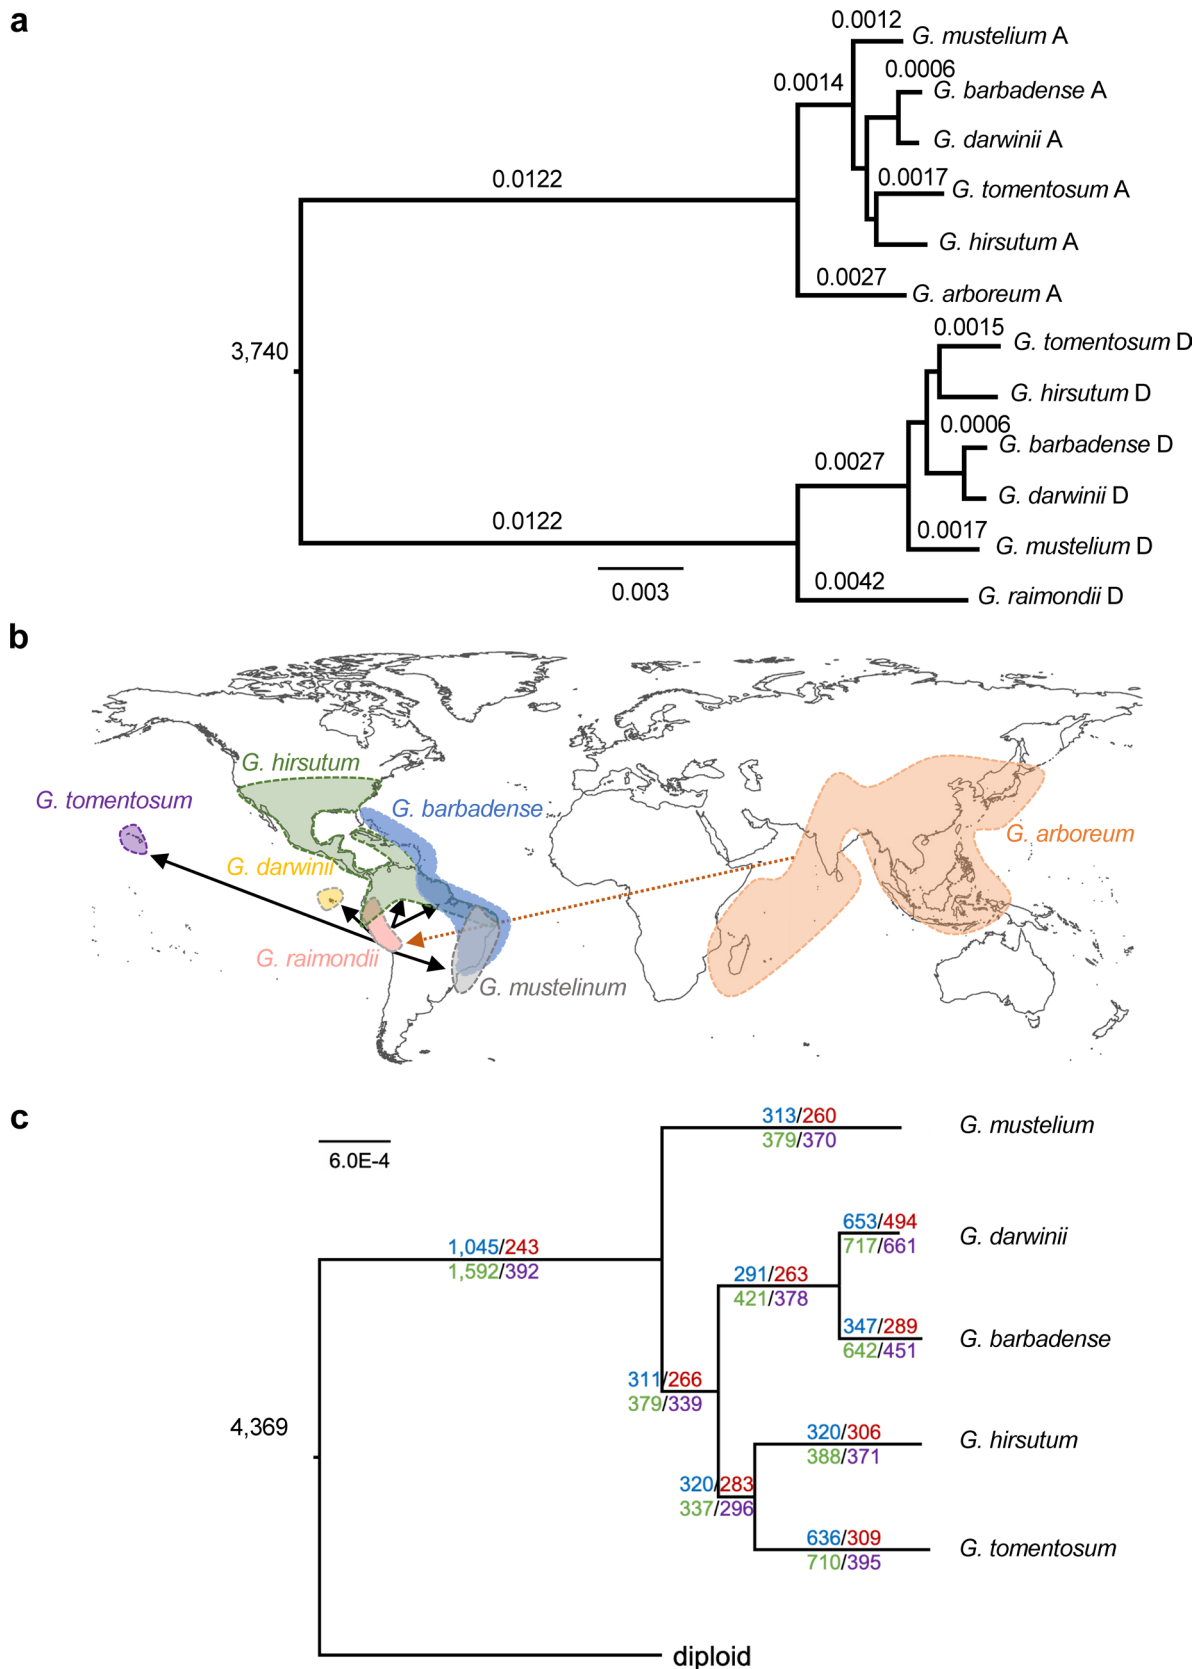 a
0.0012
G. mustelium A
0.0006
0.0014
G. barbadense A
G. darwinii A
0.0122
0.0017
G. tomentosum A
G. hirsutum A
0.0027
G. arboreum A
0.0015
3,740
G. tomentosum D
G. hirsutum D
0.0006
G. barbadense D
0.0027
G. darwinii D
0.0122
0.0017
G. mustelium D
0.003
0.0042
G. raimondii D
b
G. hirsutum
G. tomentosum
G. barbadense
G. arboreum
G. darwinii
G. raimondii
G. mustelinum
c
313/260
379/370
G. mustelium
6.0E-4
653/494
717/661
G. darwinii
1,045/243
1,592/392
291/263
421/378
347/289
642/451
G. barbadense
311/266
379/339
4,369
320/306
388/371
G. hirsutum
320/283
337/296
636/309
710/395
G. tomentosum
diploid